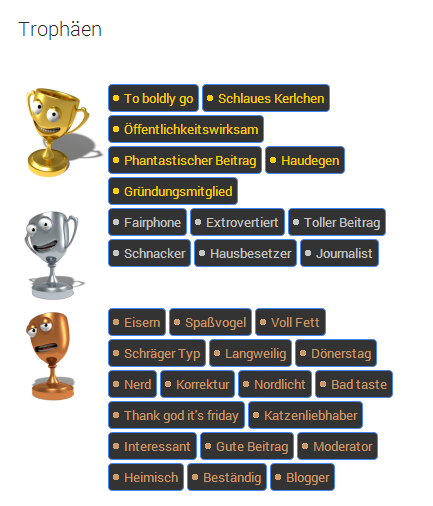 Trophäen
To boldly go Schlaues Kerlchen
Öffentlichkeitswirksam
Phantastischer Beitrag Haudegen
Gründungsmitglied
Fairphone Extrovertiert Toller Beitrag
Schnacker Hausbesetzer Journalist
Eisern Spaßvogel Voll Fett
Schräger Typ Langweilig Dönerstag
Nerd Korrektur Nordlicht Bad taste
Thank god it's friday Katzenliebhaber
Interessant Gute Beitrag Moderator
Heimisch Beständig Blogger